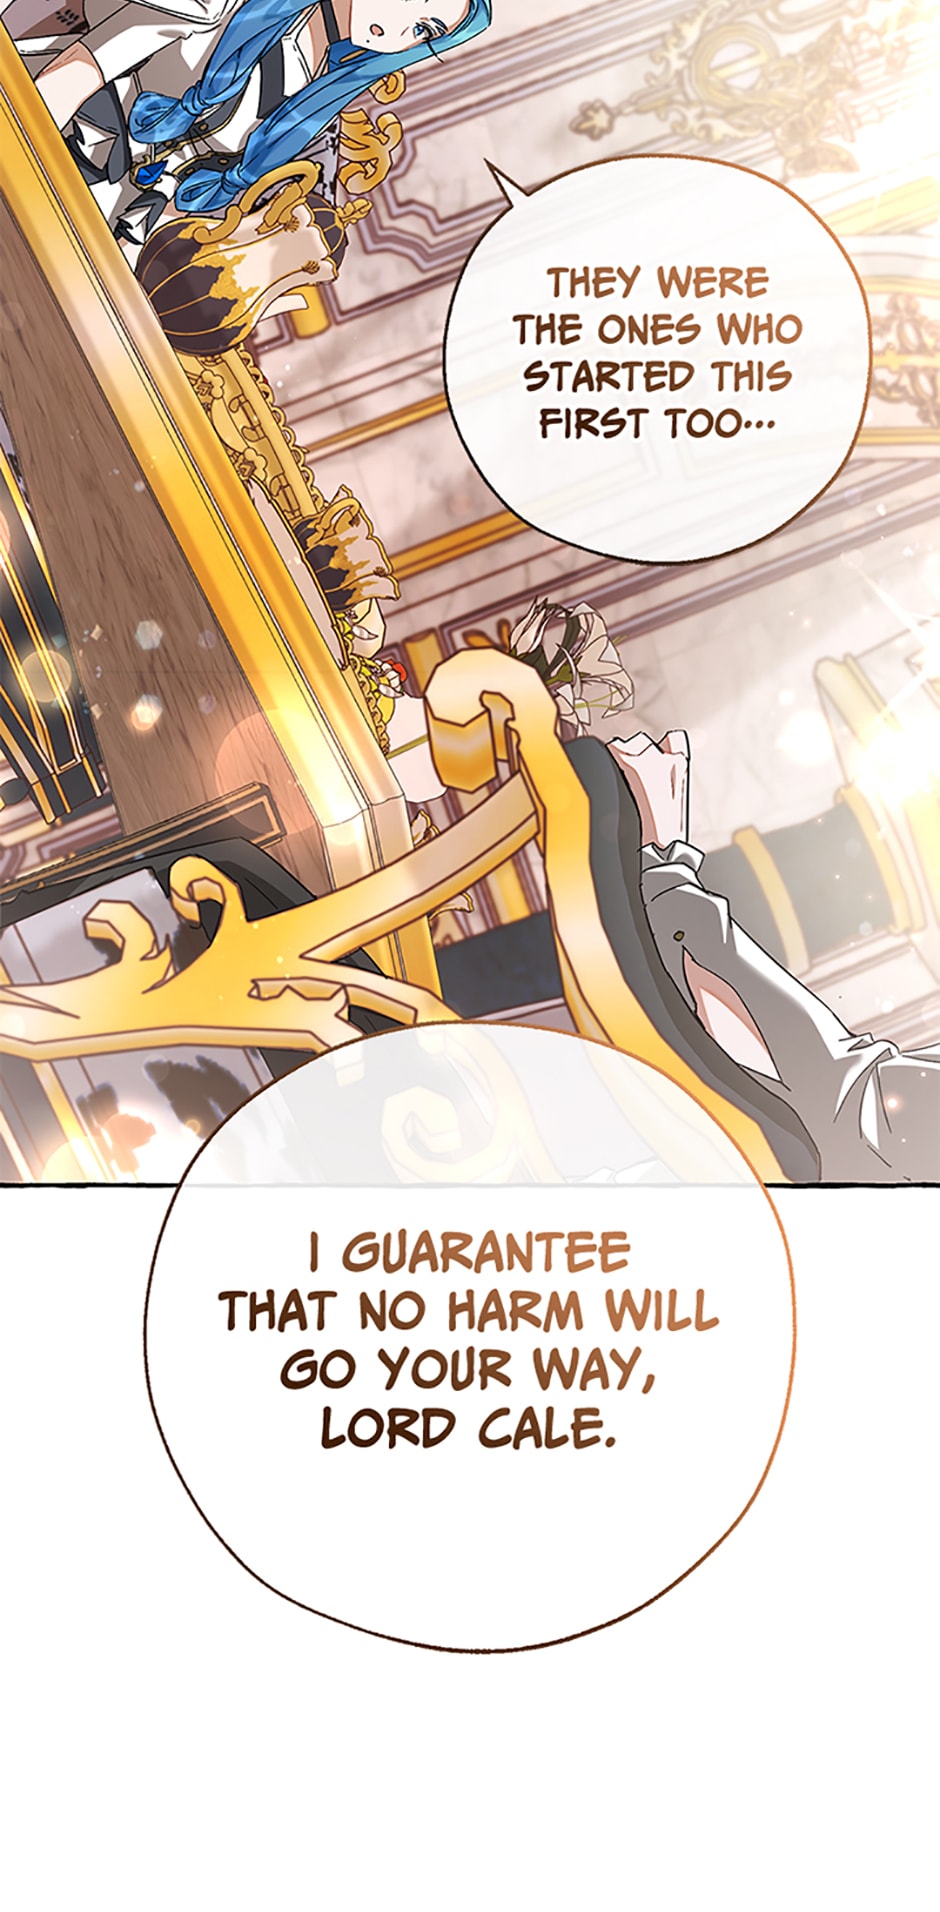 THEY WERE
THE ONES WHO
STARTED THIS
FIRST TOO...
I GUARANTEE
THAT NO HARM WILL
GO YOUR WAY,
LORD CALE.